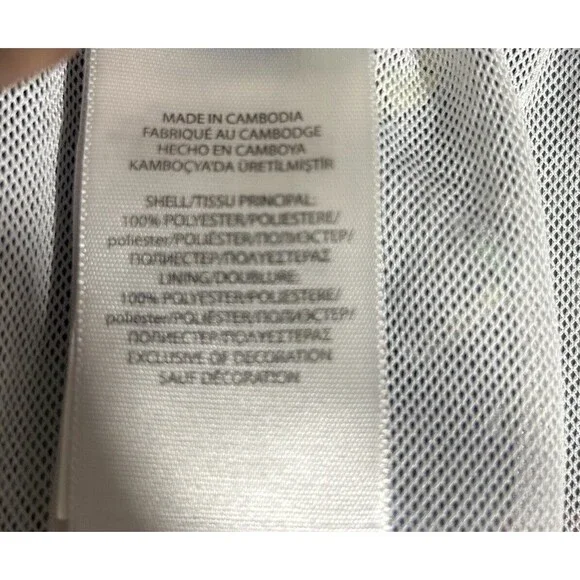 MADE IN CAMBODIA
FABRIQUÉ AU CAMBODGE
HECHO EN CAMBOYA
KAMBOÇYA'DA ÜRETİLMİŞTİR
SHELL/TISSU PRINCIPAL:
100% POLYESTER/POLIESTERE/
poliéster/POLIÉSTER/ПОЛИЭСТЕР/
ПОЛИЕСТЕР/ΠΟΛΥΕΣΤΕΡΑΣ
LINING/DOUBLURE:
100% POLYESTER/POLIESTERE/
poliéster/POLIÉSTER/ПОЛИЭСТЕР/
ПОЛИЕСТЕР/ΠΟΛΥΕΣΤΕΡΑΣ
EXCLUSIVE OF DECORATION
SAUF DÉCORATION